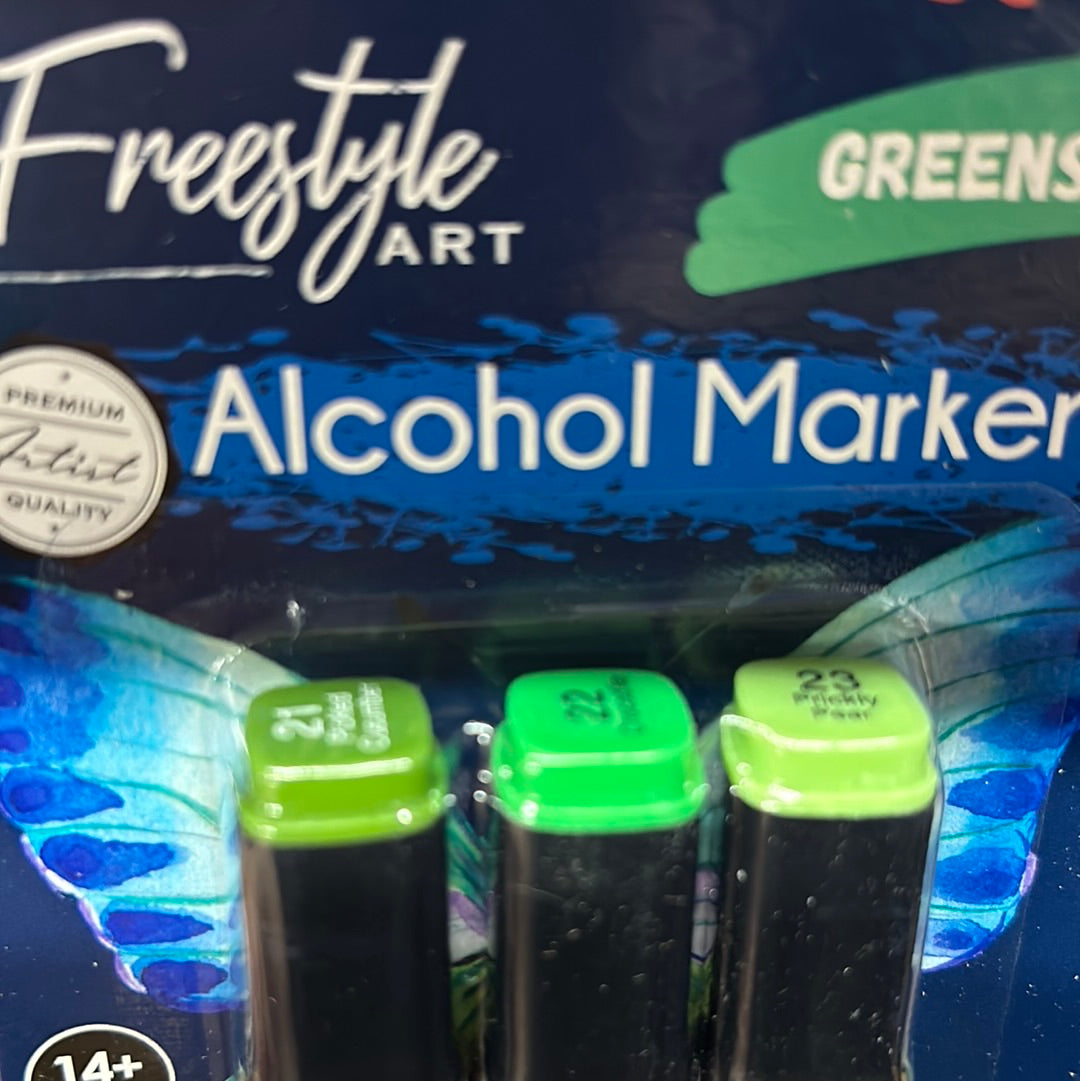 Freestyle
ART
GREENS
PREMIUM
Artist
QUALITY
Alcohol Marker
21
22
23
Prickly
Pear
14+